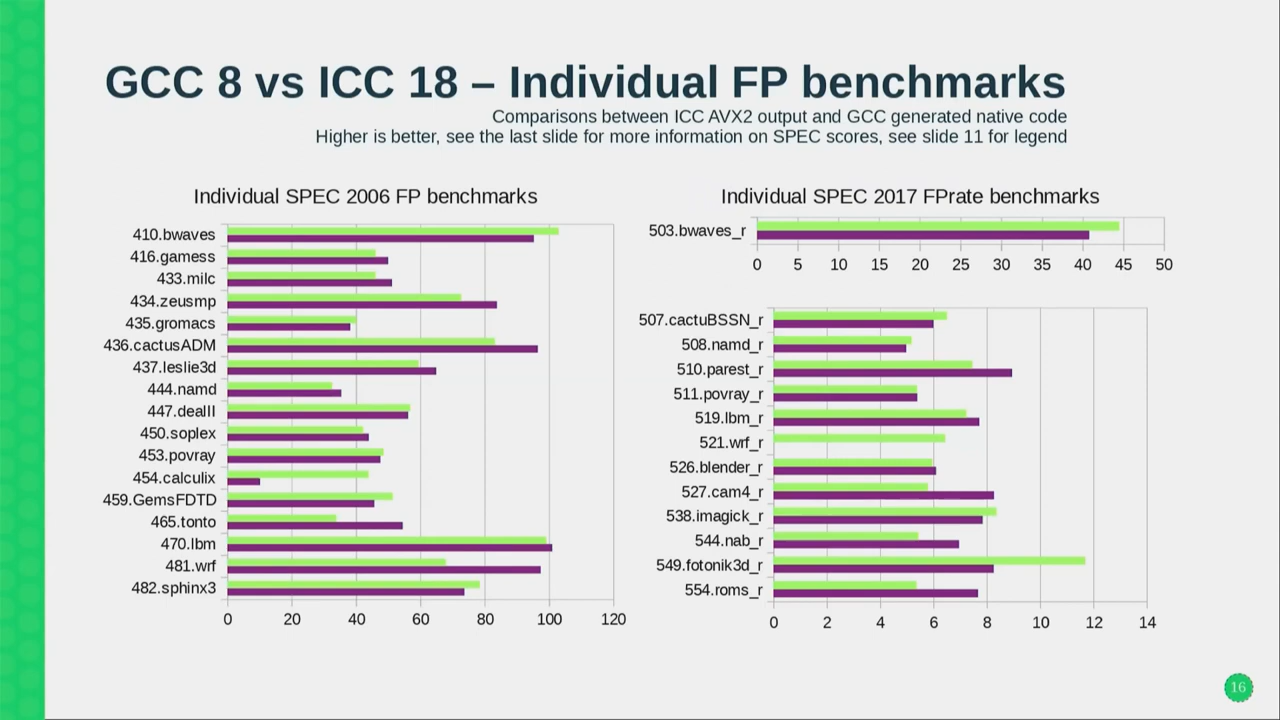 GCC 8 vs ICC 18 – Individual FP benchmarks
Comparisons between ICC AVX2 output and GCC generated native code
Higher is better, see the last slide for more information on SPEC scores, see slide 11 for legend
Individual SPEC 2006 FP benchmarks
410.bwaves
416.gamess
433.milc
434.zeusmp
435.gromacs
436.cactusADM
437.leslie3d
444.namd
447.dealII
450.soplex
453.povray
454.calculix
459.GemsFDTD
465.tonto
470.lbm
481.wrf
482.sphinx3
0 20 40 60 80 100 120
Individual SPEC 2017 FPrate benchmarks
503.bwaves_r
0 5 10 15 20 25 30 35 40 45 50
507.cactuBSSN_r
508.namd_r
510.parest_r
511.povray_r
519.lbm_r
521.wrf_r
526.blender_r
527.cam4_r
538.imagick_r
544.nab_r
549.fotonik3d_r
554.roms_r
0 2 4 6 8 10 12 14
16